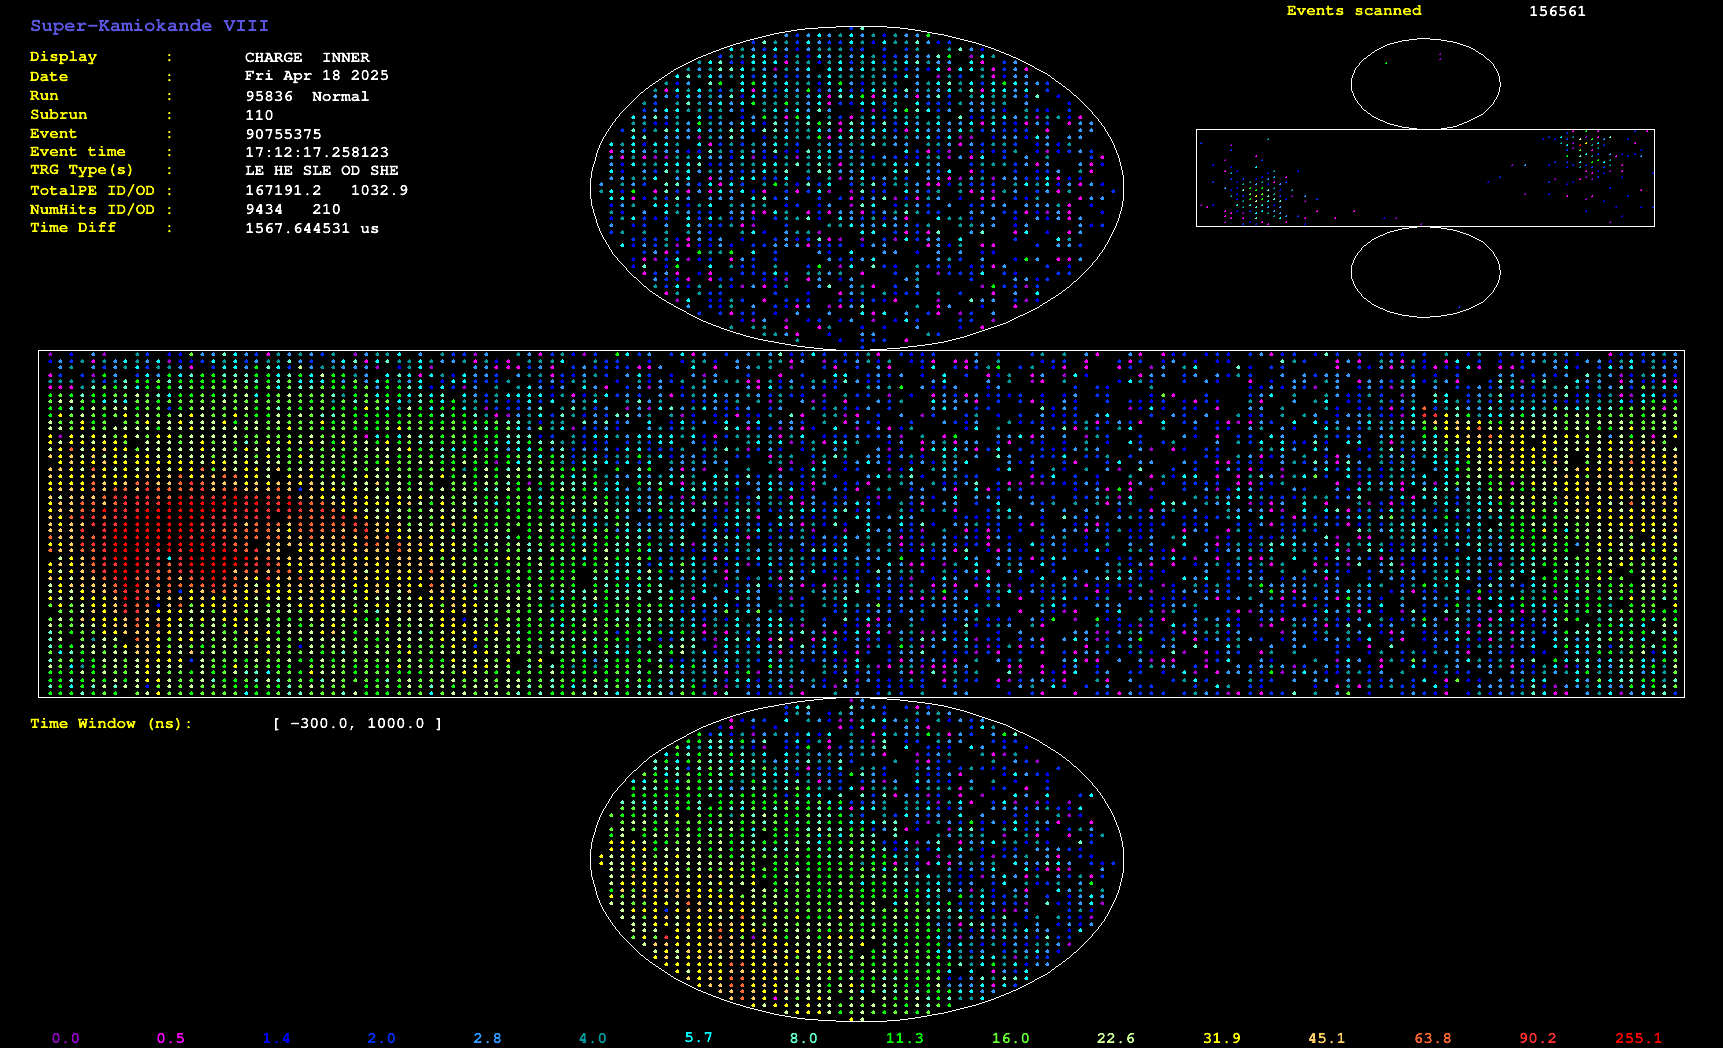 Super-Kamiokande VIII
Display : CHARGE INNER
Date : Fri Apr 18 2025
Run : 95836 Normal
Subrun : 110
Event : 90755375
Event time : 17:12:17.258123
TRG Type(s) : LE HE SLE OD SHE
TotalPE ID/OD : 167191.2 1032.9
NumHits ID/OD : 9434 210
Time Diff : 1567.644531 us
Events scanned 156561
Time Window (ns): [ -300.0, 1000.0 ]
0.0 0.5 1.4 2.0 2.8 4.0 5.7 8.0 11.3 16.0 22.6 31.9 45.1 63.8 90.2 255.1